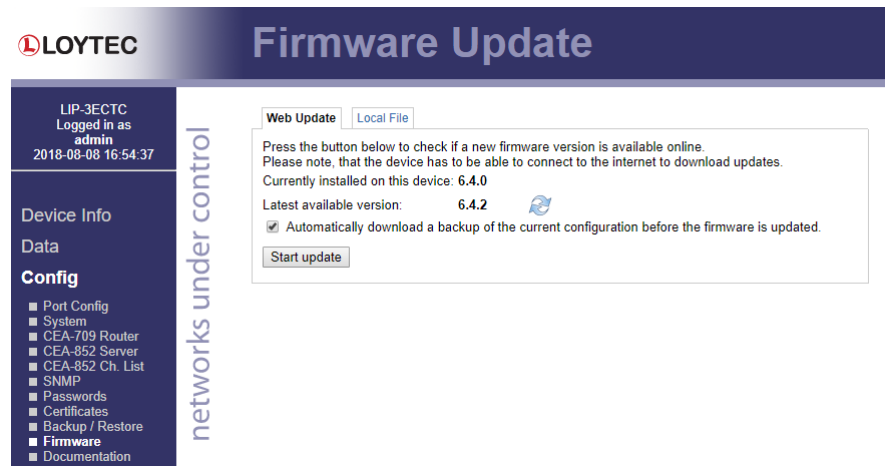 LOYTEC
Firmware Update
LIP-3ECTC
Logged in as
admin
2018-08-08 16:54:37
Device Info
Data
Config
Port Config
System
CEA-709 Router
CEA-852 Server
CEA-852 Ch. List
SNMP
Passwords
Certificates
Backup / Restore
Firmware
Documentation
networks under control
Web Update
Local File
Press the button below to check if a new firmware version is available online.
Please note, that the device has to be able to connect to the internet to download updates.
Currently installed on this device: 6.4.0
Latest available version: 6.4.2
Automatically download a backup of the current configuration before the firmware is updated.
Start update